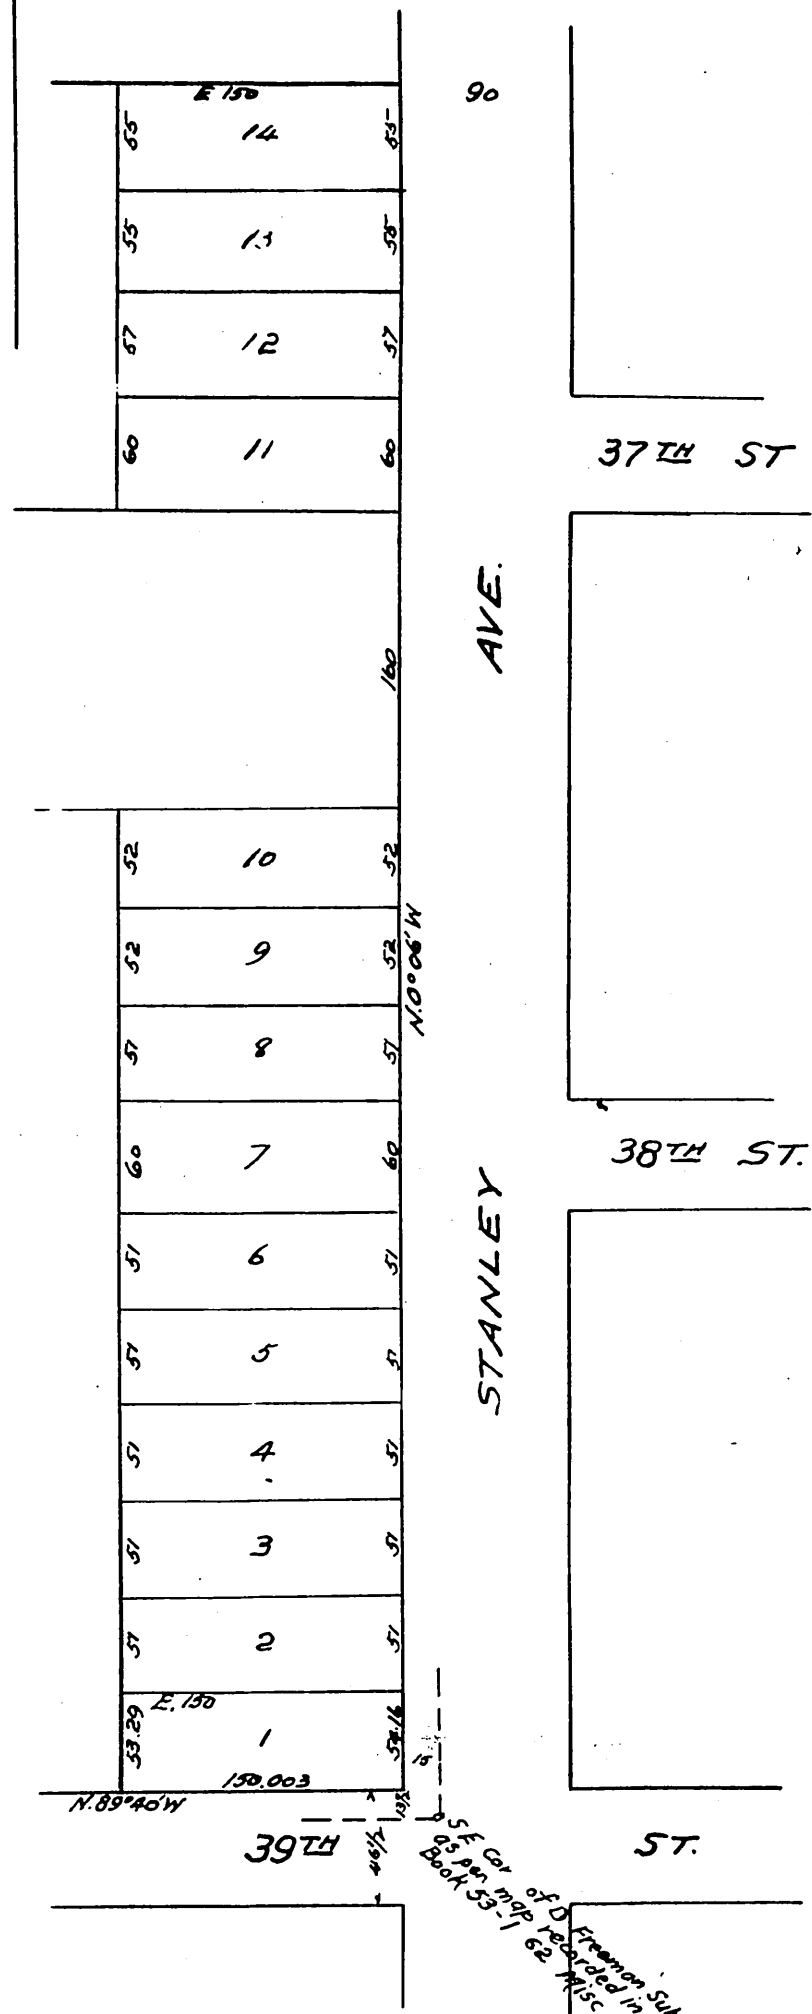 E 150
90
55 14 55
55 13 55
57 12 57
60 11 60
37TH ST
AVE.
160
52 10 52
52 9 52
N.0°06'W
51 8 51
60 7 60
38TH ST.
51 6 51
STANLEY
51 5 51
51 4 51
51 3 51
51 2 51
E. 150
53.29 1 54.16
15
150.003
N.89°40'W
13½
39TH
46½
ST.
S E Cor of D Freeman Sub
as per map recorded in
Book 53-1 62 Misc